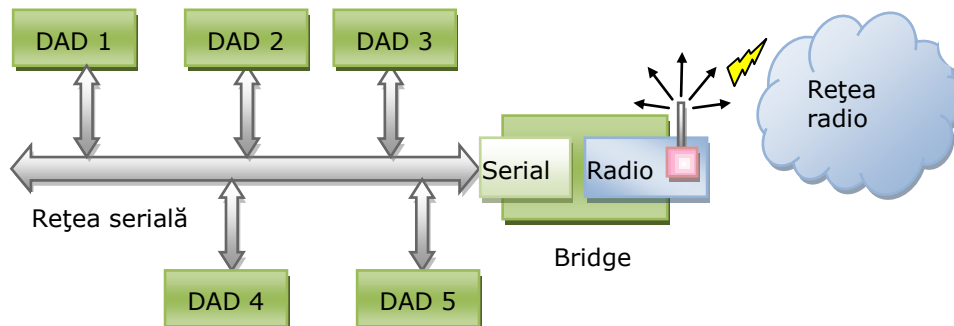 DAD 1
DAD 2
DAD 3
Reţea
radio
Serial
Radio
Reţea serială
Bridge
DAD 4
DAD 5